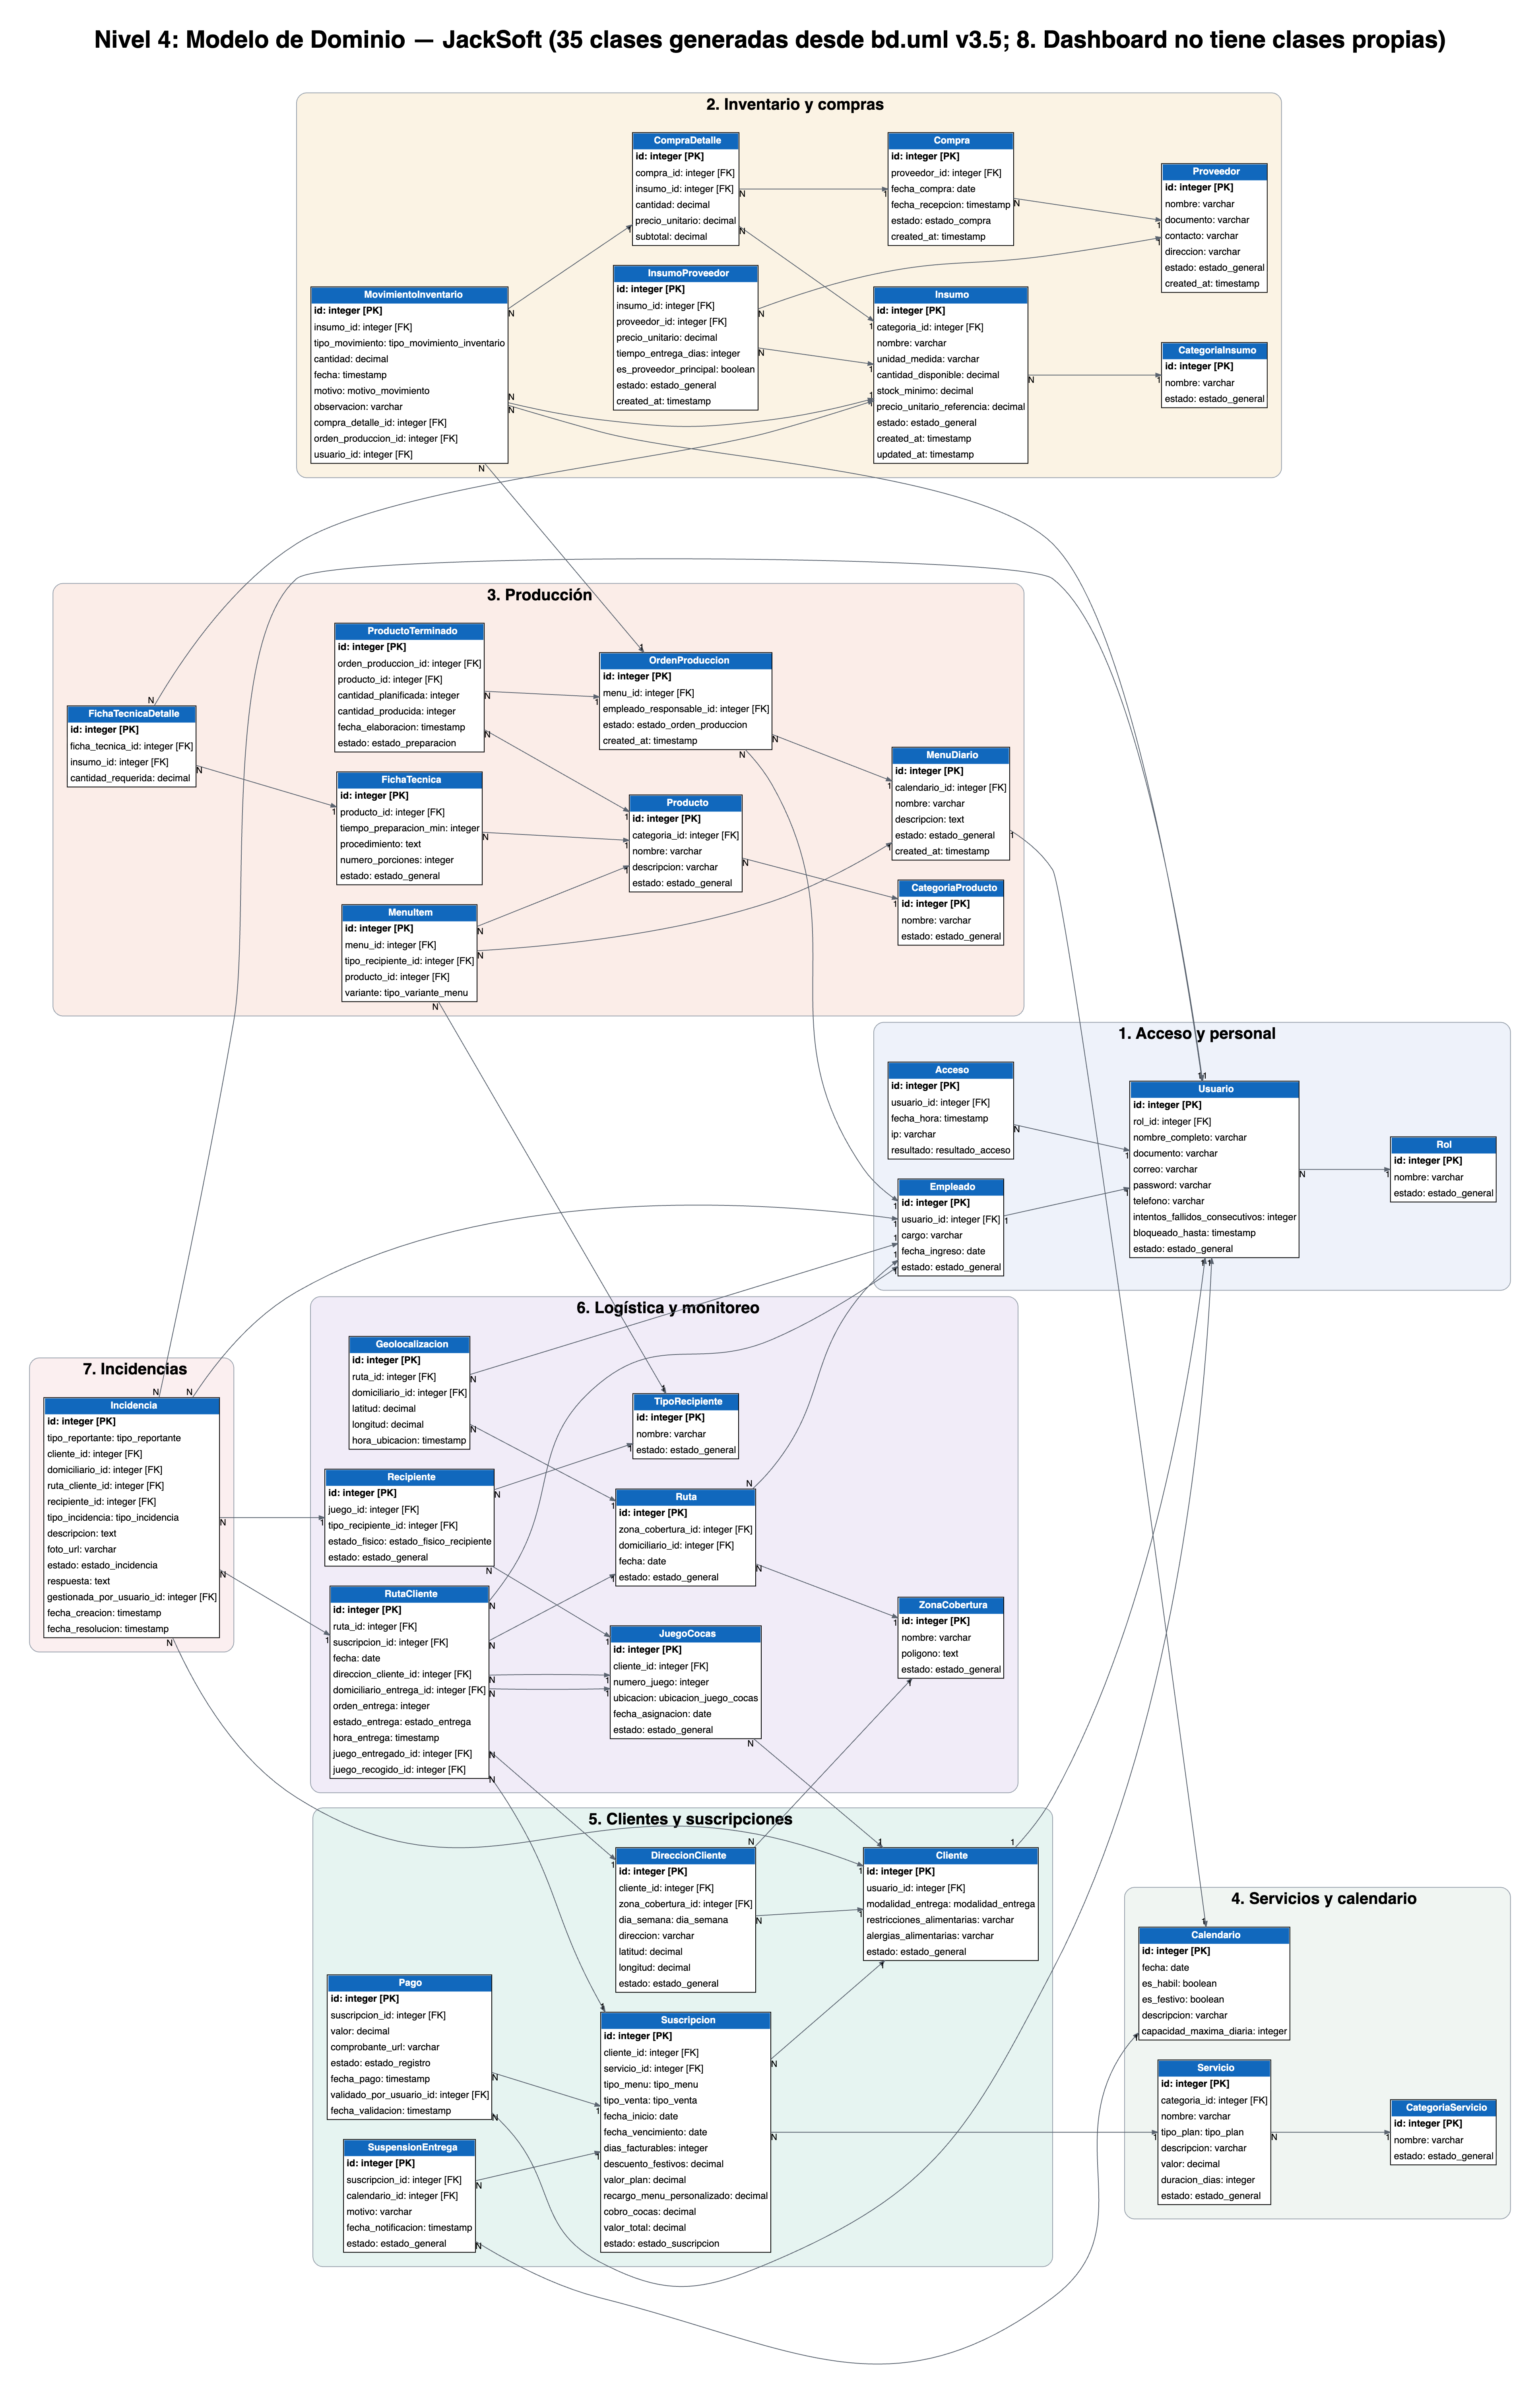 Nivel 4: Modelo de Dominio — JackSoft (35 clases generadas desde bd.uml v3.5; 8. Dashboard no tiene clases propias)
2. Inventario y compras
CompraDetalle
id: integer [PK]
compra_id: integer [FK]
insumo_id: integer [FK]
cantidad: decimal
precio_unitario: decimal
subtotal: decimal
Compra
id: integer [PK]
proveedor_id: integer [FK]
fecha_compra: date
fecha_recepcion: timestamp
estado: estado_compra
created_at: timestamp
Proveedor
id: integer [PK]
nombre: varchar
documento: varchar
contacto: varchar
direccion: varchar
estado: estado_general
created_at: timestamp
InsumoProveedor
id: integer [PK]
insumo_id: integer [FK]
proveedor_id: integer [FK]
precio_unitario: decimal
tiempo_entrega_dias: integer
es_proveedor_principal: boolean
estado: estado_general
created_at: timestamp
MovimientoInventario
id: integer [PK]
insumo_id: integer [FK]
tipo_movimiento: tipo_movimiento_inventario
cantidad: decimal
fecha: timestamp
motivo: motivo_movimiento
observacion: varchar
compra_detalle_id: integer [FK]
orden_produccion_id: integer [FK]
usuario_id: integer [FK]
Insumo
id: integer [PK]
categoria_id: integer [FK]
nombre: varchar
unidad_medida: varchar
cantidad_disponible: decimal
stock_minimo: decimal
precio_unitario_referencia: decimal
estado: estado_general
created_at: timestamp
updated_at: timestamp
CategoriaInsumo
id: integer [PK]
nombre: varchar
estado: estado_general
3. Producción
ProductoTerminado
id: integer [PK]
orden_produccion_id: integer [FK]
producto_id: integer [FK]
cantidad_planificada: integer
cantidad_producida: integer
fecha_elaboracion: timestamp
estado: estado_preparacion
OrdenProduccion
id: integer [PK]
menu_id: integer [FK]
empleado_responsable_id: integer [FK]
estado: estado_orden_produccion
created_at: timestamp
FichaTecnicaDetalle
id: integer [PK]
ficha_tecnica_id: integer [FK]
insumo_id: integer [FK]
cantidad_requerida: decimal
MenuDiario
id: integer [PK]
calendario_id: integer [FK]
nombre: varchar
descripcion: text
estado: estado_general
created_at: timestamp
FichaTecnica
id: integer [PK]
producto_id: integer [FK]
tiempo_preparacion_min: integer
procedimiento: text
numero_porciones: integer
estado: estado_general
Producto
id: integer [PK]
categoria_id: integer [FK]
nombre: varchar
descripcion: varchar
estado: estado_general
CategoriaProducto
id: integer [PK]
nombre: varchar
estado: estado_general
MenuItem
id: integer [PK]
menu_id: integer [FK]
tipo_recipiente_id: integer [FK]
producto_id: integer [FK]
variante: tipo_variante_menu
1. Acceso y personal
Acceso
id: integer [PK]
usuario_id: integer [FK]
fecha_hora: timestamp
ip: varchar
resultado: resultado_acceso
Usuario
id: integer [PK]
rol_id: integer [FK]
nombre_completo: varchar
documento: varchar
correo: varchar
password: varchar
telefono: varchar
intentos_fallidos_consecutivos: integer
bloqueado_hasta: timestamp
estado: estado_general
Rol
id: integer [PK]
nombre: varchar
estado: estado_general
Empleado
id: integer [PK]
usuario_id: integer [FK]
cargo: varchar
fecha_ingreso: date
estado: estado_general
6. Logística y monitoreo
Geolocalizacion
id: integer [PK]
ruta_id: integer [FK]
domiciliario_id: integer [FK]
latitud: decimal
longitud: decimal
hora_ubicacion: timestamp
TipoRecipiente
id: integer [PK]
nombre: varchar
estado: estado_general
7. Incidencias
Incidencia
id: integer [PK]
tipo_reportante: tipo_reportante
cliente_id: integer [FK]
domiciliario_id: integer [FK]
ruta_cliente_id: integer [FK]
recipiente_id: integer [FK]
tipo_incidencia: tipo_incidencia
descripcion: text
foto_url: varchar
estado: estado_incidencia
respuesta: text
gestionada_por_usuario_id: integer [FK]
fecha_creacion: timestamp
fecha_resolucion: timestamp
Recipiente
id: integer [PK]
juego_id: integer [FK]
tipo_recipiente_id: integer [FK]
estado_fisico: estado_fisico_recipiente
estado: estado_general
Ruta
id: integer [PK]
zona_cobertura_id: integer [FK]
domiciliario_id: integer [FK]
fecha: date
estado: estado_general
RutaCliente
id: integer [PK]
ruta_id: integer [FK]
suscripcion_id: integer [FK]
fecha: date
direccion_cliente_id: integer [FK]
domiciliario_entrega_id: integer [FK]
orden_entrega: integer
estado_entrega: estado_entrega
hora_entrega: timestamp
juego_entregado_id: integer [FK]
juego_recogido_id: integer [FK]
JuegoCocas
id: integer [PK]
cliente_id: integer [FK]
numero_juego: integer
ubicacion: ubicacion_juego_cocas
fecha_asignacion: date
estado: estado_general
ZonaCobertura
id: integer [PK]
nombre: varchar
poligono: text
estado: estado_general
5. Clientes y suscripciones
DireccionCliente
id: integer [PK]
cliente_id: integer [FK]
zona_cobertura_id: integer [FK]
dia_semana: dia_semana
direccion: varchar
latitud: decimal
longitud: decimal
estado: estado_general
Cliente
id: integer [PK]
usuario_id: integer [FK]
modalidad_entrega: modalidad_entrega
restricciones_alimentarias: varchar
alergias_alimentarias: varchar
estado: estado_general
Pago
id: integer [PK]
suscripcion_id: integer [FK]
valor: decimal
comprobante_url: varchar
estado: estado_registro
fecha_pago: timestamp
validado_por_usuario_id: integer [FK]
fecha_validacion: timestamp
Suscripcion
id: integer [PK]
cliente_id: integer [FK]
servicio_id: integer [FK]
tipo_menu: tipo_menu
tipo_venta: tipo_venta
fecha_inicio: date
fecha_vencimiento: date
dias_facturables: integer
descuento_festivos: decimal
valor_plan: decimal
recargo_menu_personalizado: decimal
cobro_cocas: decimal
valor_total: decimal
estado: estado_suscripcion
SuspensionEntrega
id: integer [PK]
suscripcion_id: integer [FK]
calendario_id: integer [FK]
motivo: varchar
fecha_notificacion: timestamp
estado: estado_general
4. Servicios y calendario
Calendario
id: integer [PK]
fecha: date
es_habil: boolean
es_festivo: boolean
descripcion: varchar
capacidad_maxima_diaria: integer
Servicio
id: integer [PK]
categoria_id: integer [FK]
nombre: varchar
tipo_plan: tipo_plan
descripcion: varchar
valor: decimal
duracion_dias: integer
estado: estado_general
CategoriaServicio
id: integer [PK]
nombre: varchar
estado: estado_general